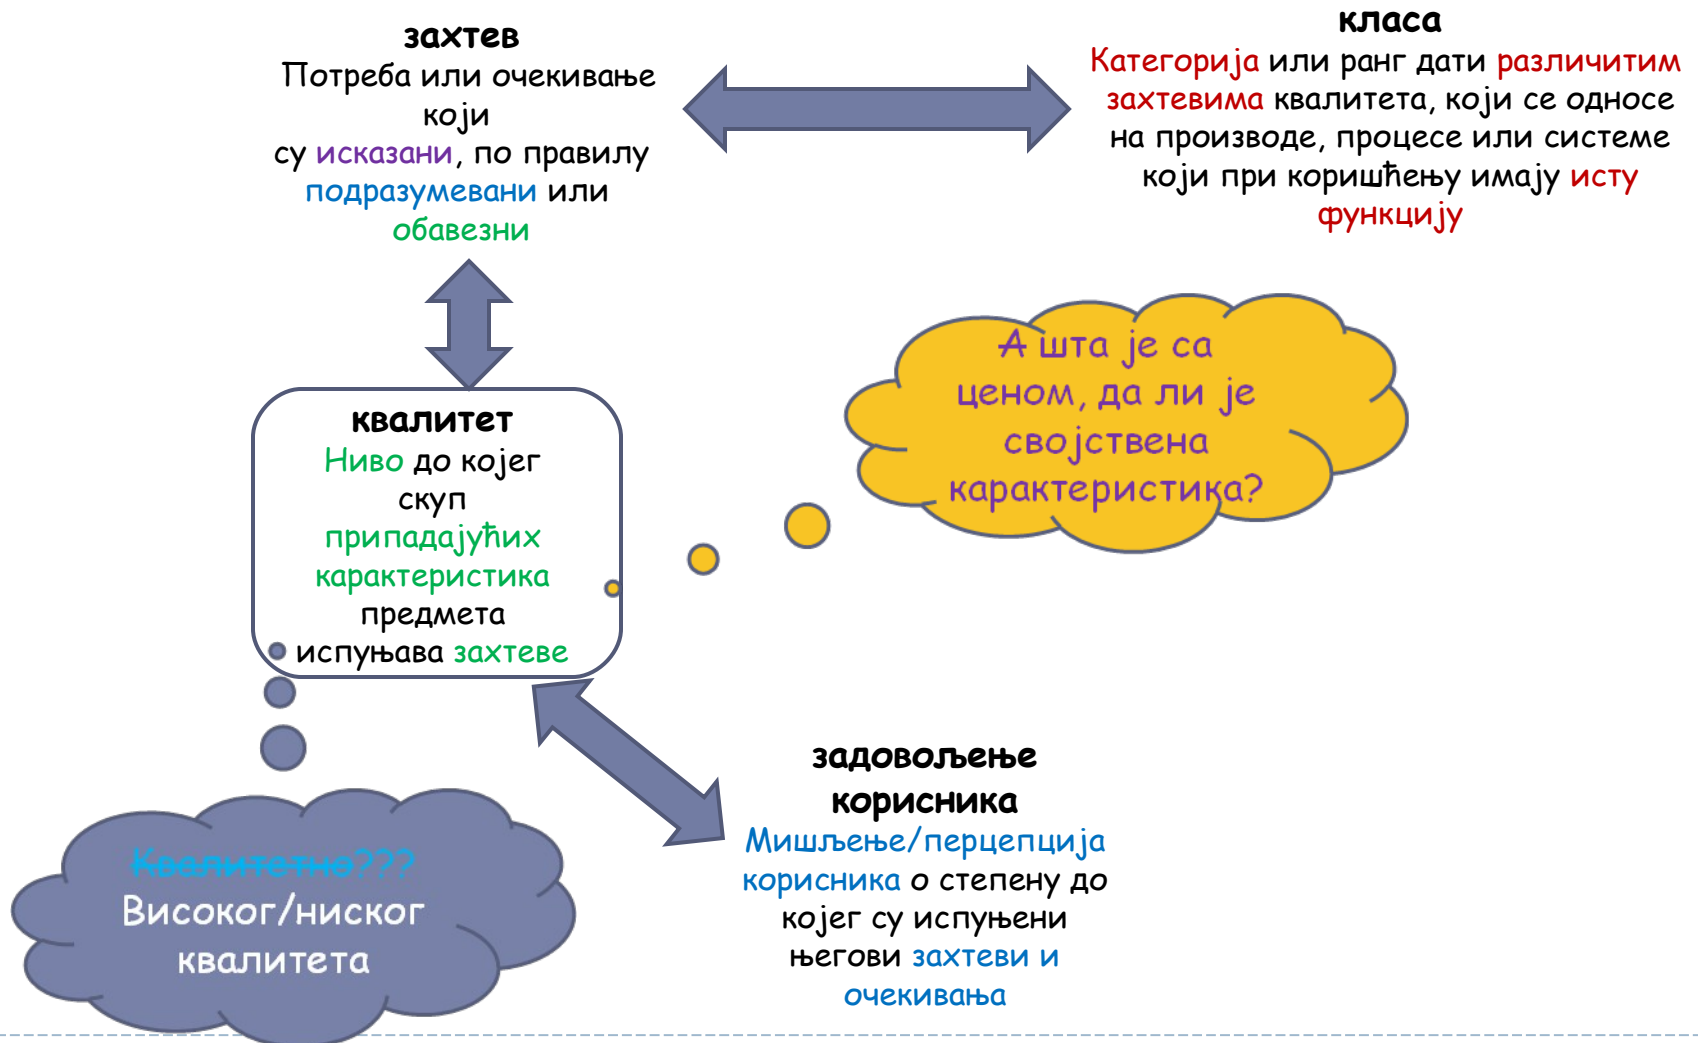 захтев
Потреба или очекивање
који
су исказани, по правилу
подразумевани или
обавезни
класа
Категорија или ранг дати различитим
захтевима квалитета, који се односе
на производе, процесе или системе
који при коришћењу имају исту
функцију
А шта је са
ценом, да ли је
својствена
карактеристика?
квалитет
Ниво до којег
скуп
припадајућих
карактеристика
предмета
испуњава захтеве
Квалитетно???
Високог/ниског
квалитета
задовољење
корисника
Мишљење/перцепција
корисника о степену до
којег су испуњени
његови захтеви и
очекивања